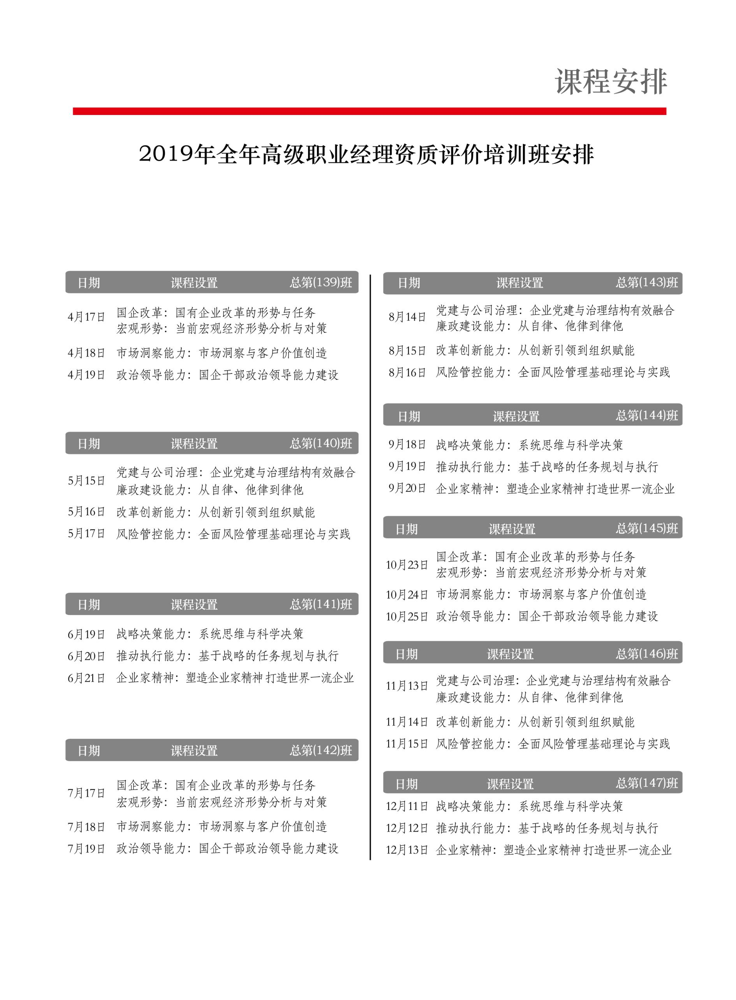 课程安排
2019年全年高级职业经理资质评价培训班安排
日期 课程设置 总第(139)班
4月17日 国企改革：国有企业改革的形势与任务
宏观形势：当前宏观经济形势分析与对策
4月18日 市场洞察能力：市场洞察与客户价值创造
4月19日 政治领导能力：国企干部政治领导能力建设
日期 课程设置 总第(140)班
5月15日 党建与公司治理：企业党建与治理结构有效融合
廉政建设能力：从自律、他律到律他
5月16日 改革创新能力：从创新引领到组织赋能
5月17日 风险管控能力：全面风险管理基础理论与实践
日期 课程设置 总第(141)班
6月19日 战略决策能力：系统思维与科学决策
6月20日 推动执行能力：基于战略的任务规划与执行
6月21日 企业家精神：塑造企业家精神 打造世界一流企业
日期 课程设置 总第(142)班
7月17日 国企改革：国有企业改革的形势与任务
宏观形势：当前宏观经济形势分析与对策
7月18日 市场洞察能力：市场洞察与客户价值创造
7月19日 政治领导能力：国企干部政治领导能力建设
日期 课程设置 总第(143)班
8月14日 党建与公司治理：企业党建与治理结构有效融合
廉政建设能力：从自律、他律到律他
8月15日 改革创新能力：从创新引领到组织赋能
8月16日 风险管控能力：全面风险管理基础理论与实践
日期 课程设置 总第(144)班
9月18日 战略决策能力：系统思维与科学决策
9月19日 推动执行能力：基于战略的任务规划与执行
9月20日 企业家精神：塑造企业家精神 打造世界一流企业
日期 课程设置 总第(145)班
10月23日 国企改革：国有企业改革的形势与任务
宏观形势：当前宏观经济形势分析与对策
10月24日 市场洞察能力：市场洞察与客户价值创造
10月25日 政治领导能力：国企干部政治领导能力建设
日期 课程设置 总第(146)班
11月13日 党建与公司治理：企业党建与治理结构有效融合
廉政建设能力：从自律、他律到律他
11月14日 改革创新能力：从创新引领到组织赋能
11月15日 风险管控能力：全面风险管理基础理论与实践
日期 课程设置 总第(147)班
12月11日 战略决策能力：系统思维与科学决策
12月12日 推动执行能力：基于战略的任务规划与执行
12月13日 企业家精神：塑造企业家精神 打造世界一流企业